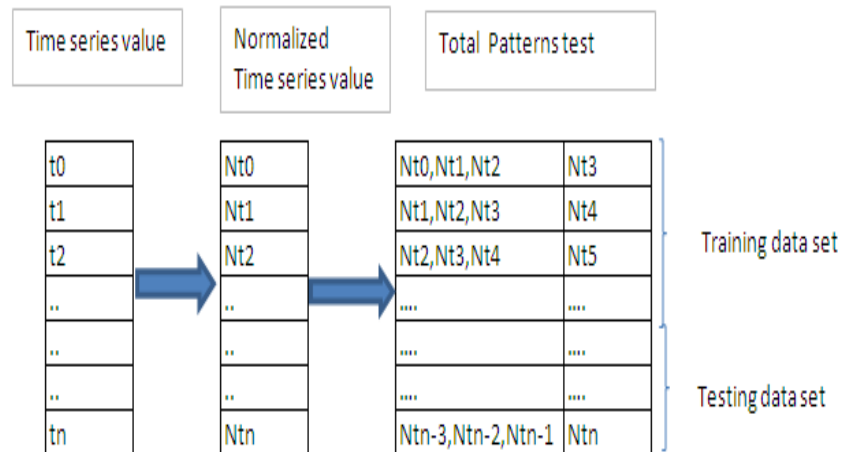 Time series value
Normalized
Time series value
Total Patterns test
t0
t1
t2
..
..
..
tn
Nt0
Nt1
Nt2
..
..
..
Ntn
Nt0,Nt1,Nt2 Nt3
Nt1,Nt2,Nt3 Nt4
Nt2,Nt3,Nt4 Nt5
.... ....
.... ....
.... ....
Ntn-3,Ntn-2,Ntn-1 Ntn
Training data set
Testing data set